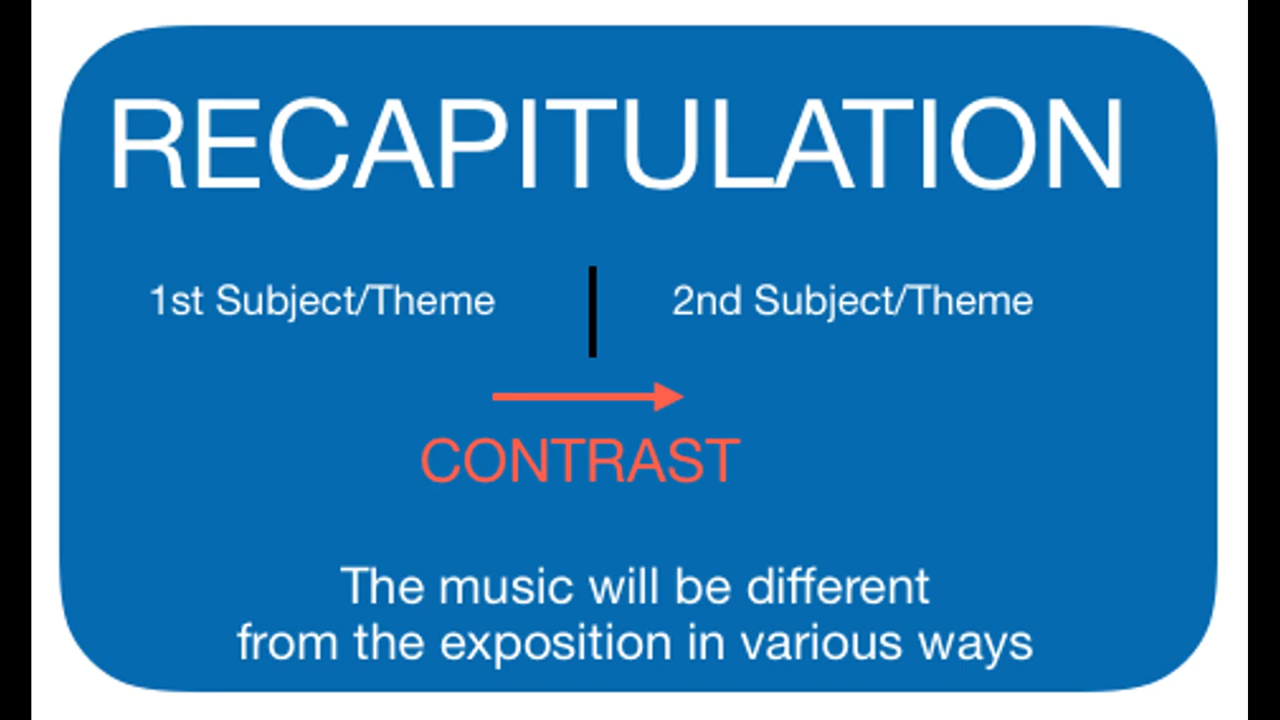 RECAPITULATION
1st Subject/Theme
2nd Subject/Theme
CONTRAST
The music will be different
from the exposition in various ways